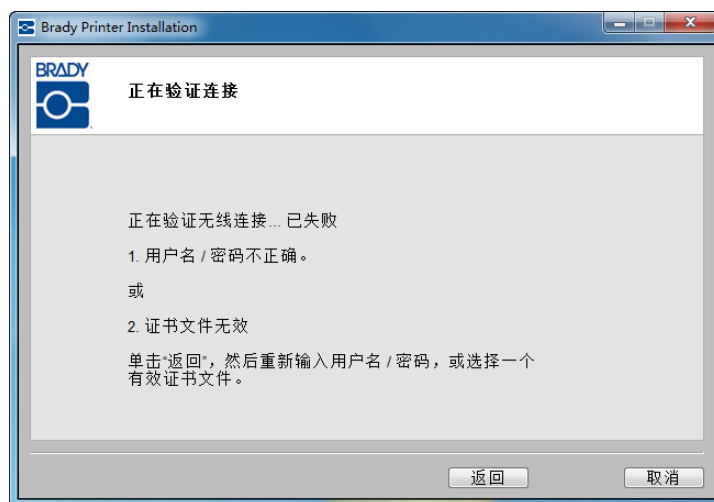 Brady Printer Installation
BRADY
正在验证连接
正在验证无线连接... 已失败
1. 用户名 / 密码不正确。
或
2. 证书文件无效
单击“返回”，然后重新输入用户名 / 密码，或选择一个
有效证书文件。
返回
取消